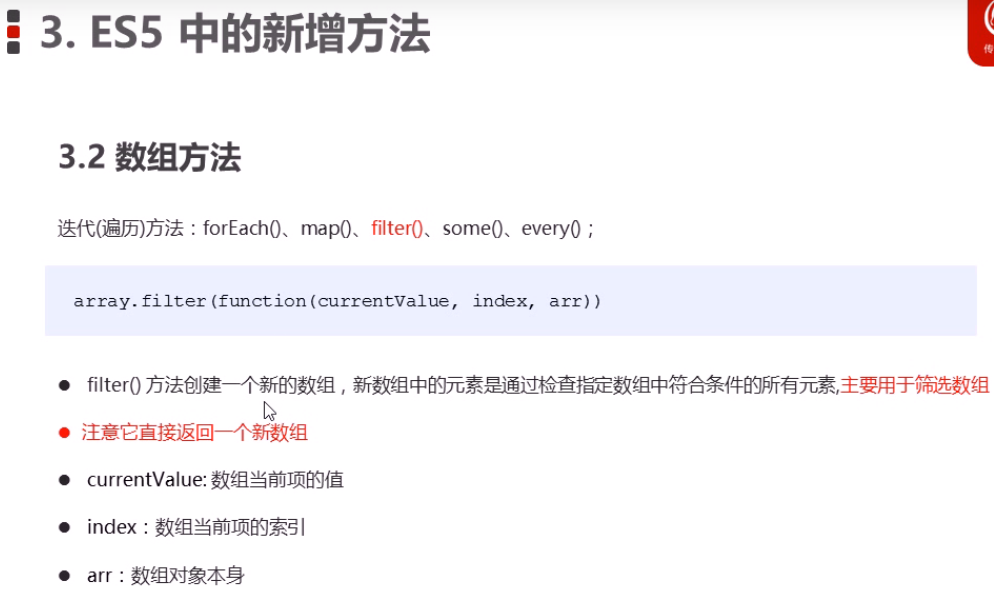 3. ES5 中的新增方法
3.2 数组方法
迭代(遍历)方法：forEach()、map()、filter()、some()、every()；
array.filter(function(currentValue, index, arr))
filter() 方法创建一个新的数组，新数组中的元素是通过检查指定数组中符合条件的所有元素,主要用于筛选数组
注意它直接返回一个新数组
currentValue: 数组当前项的值
index：数组当前项的索引
arr：数组对象本身